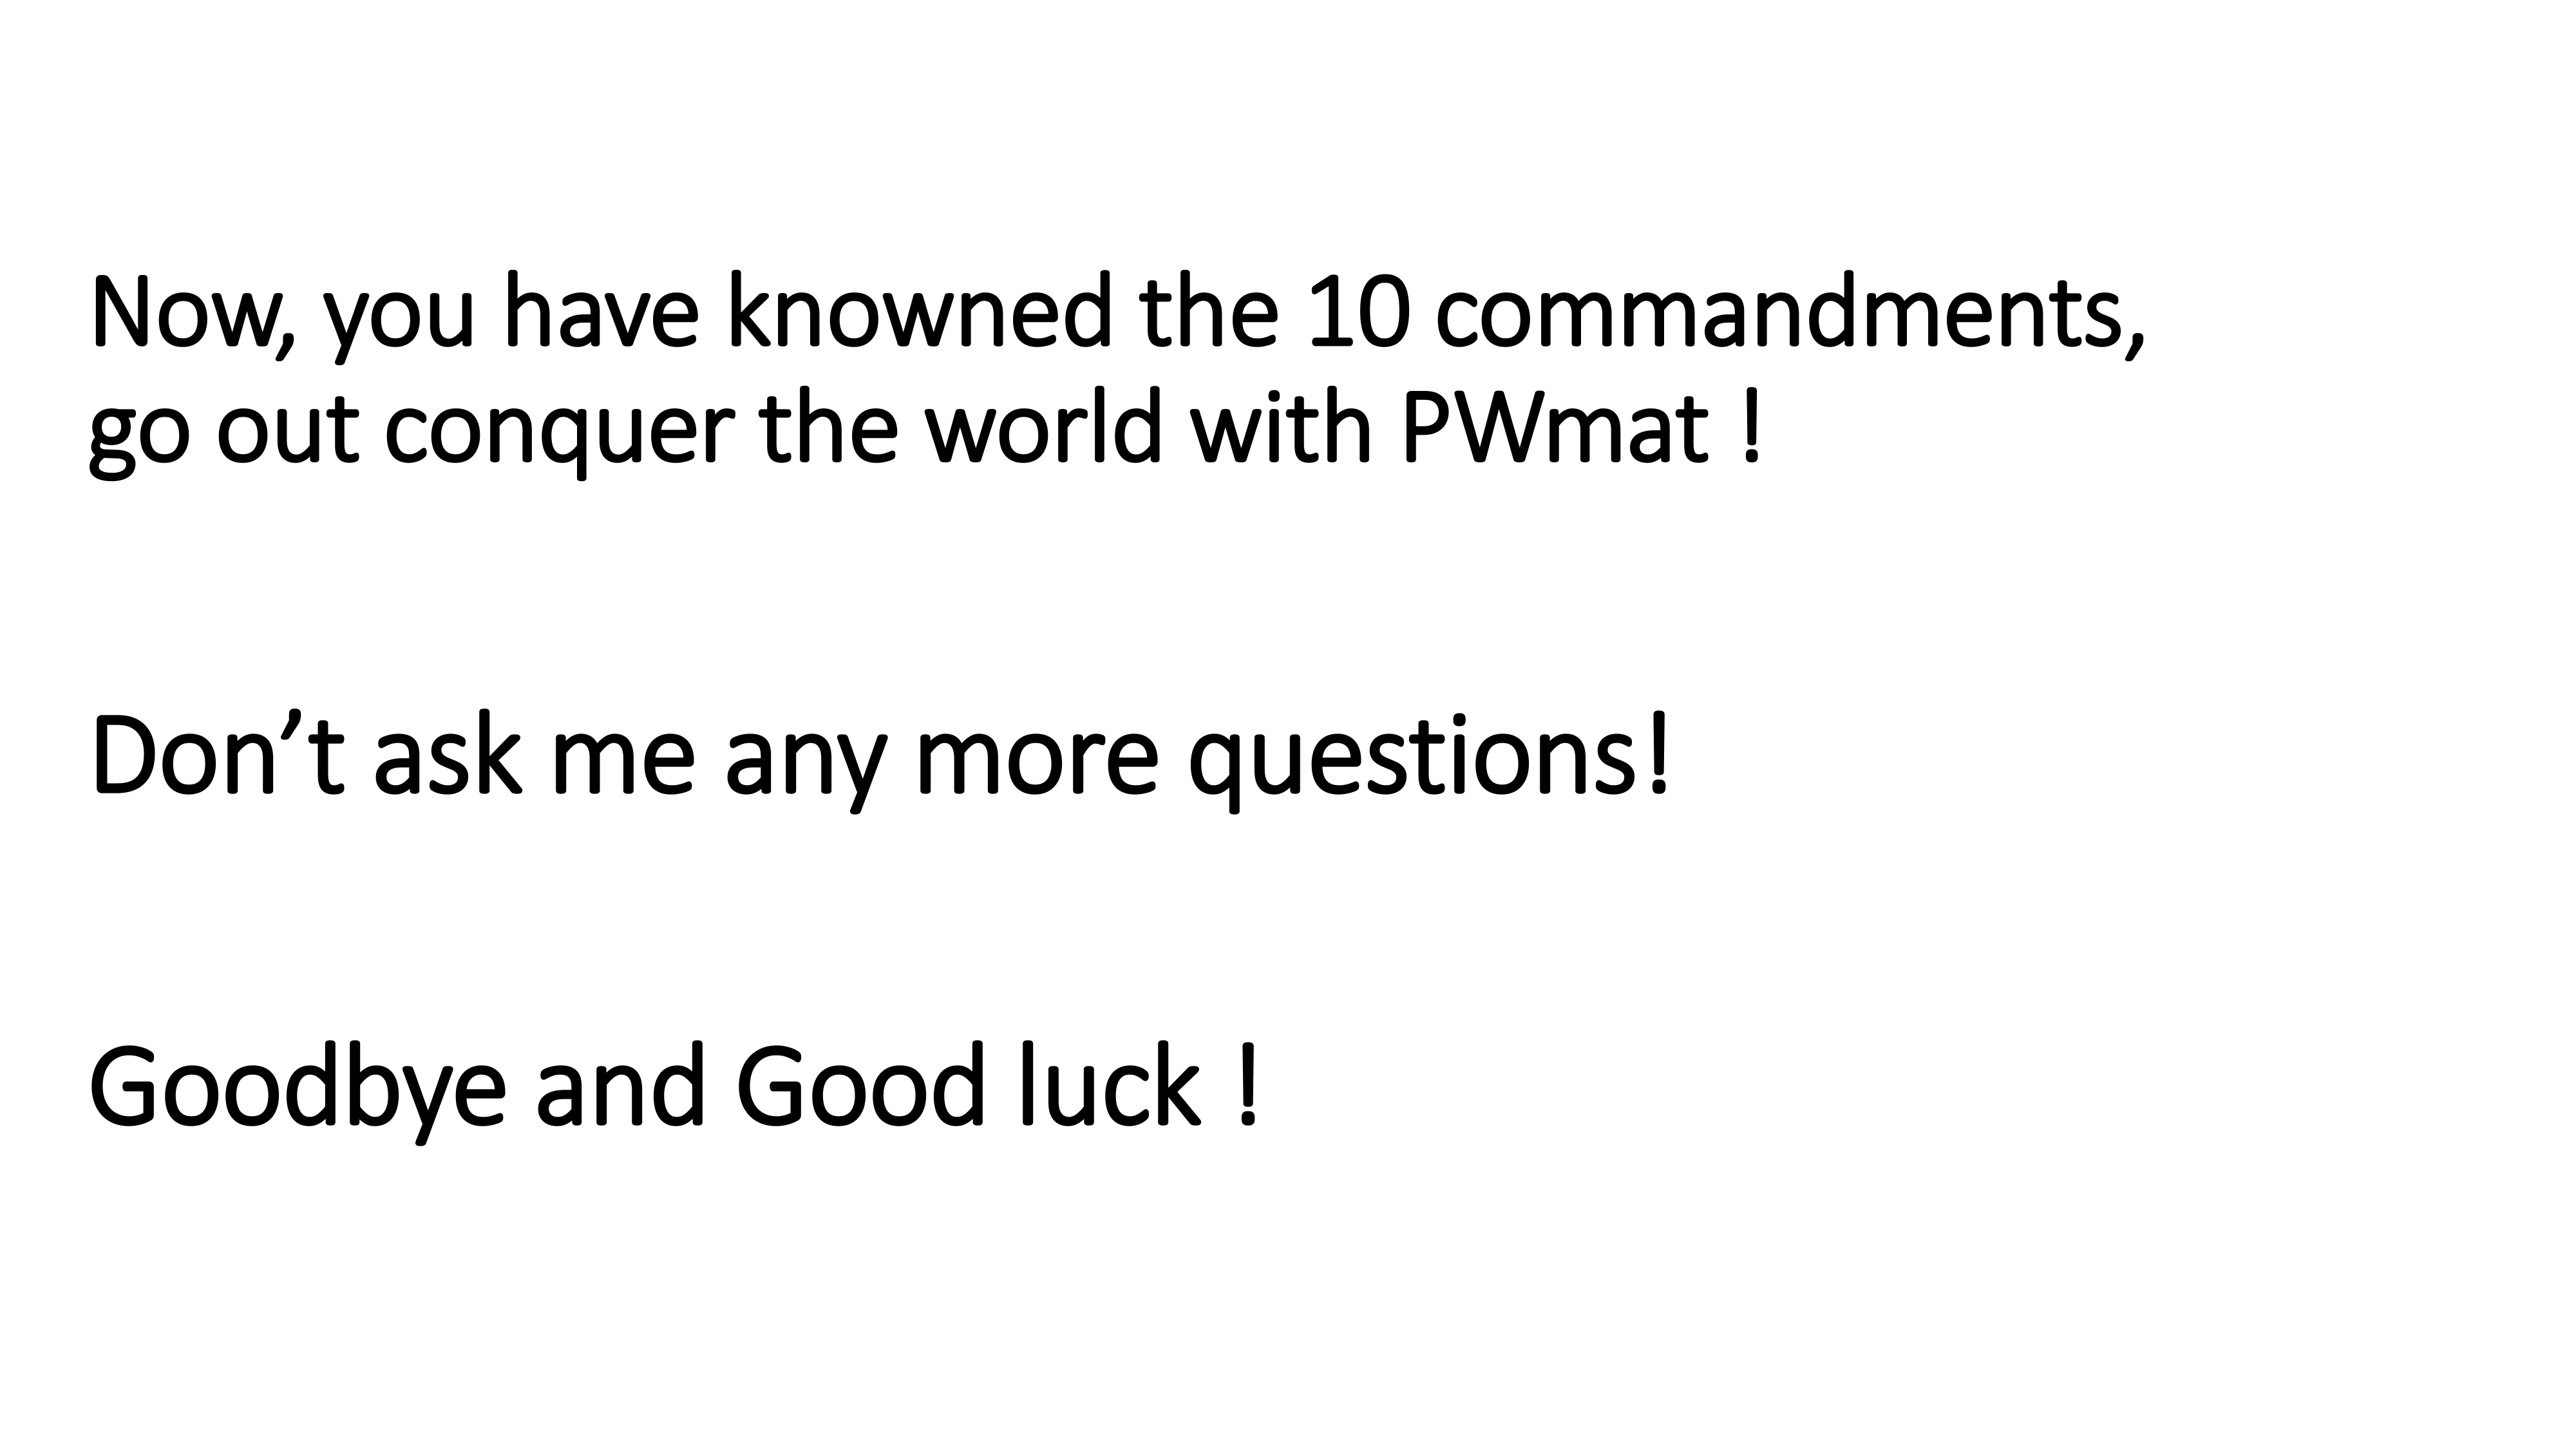 Now, you have knowned the 10 commandments,
go out conquer the world with PWmat !
Don’t ask me any more questions!
Goodbye and Good luck !